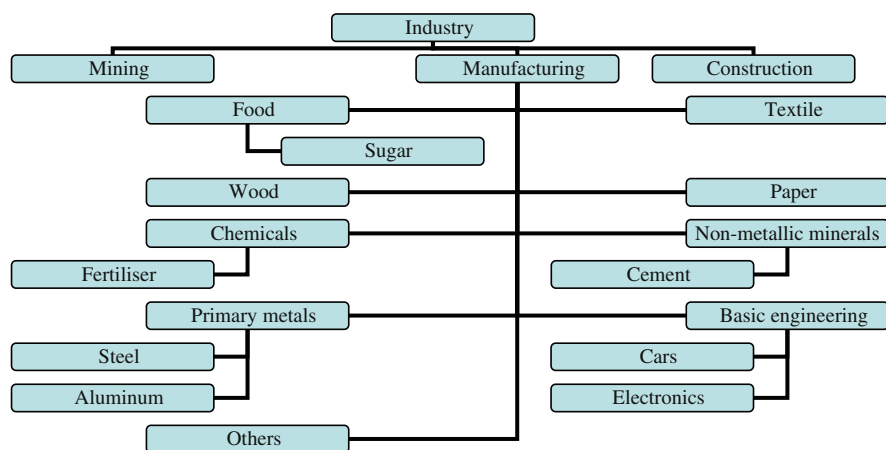 Industry
Mining
Manufacturing
Construction
Food
Textile
Sugar
Wood
Paper
Chemicals
Non-metallic minerals
Fertiliser
Cement
Primary metals
Basic engineering
Steel
Cars
Aluminum
Electronics
Others